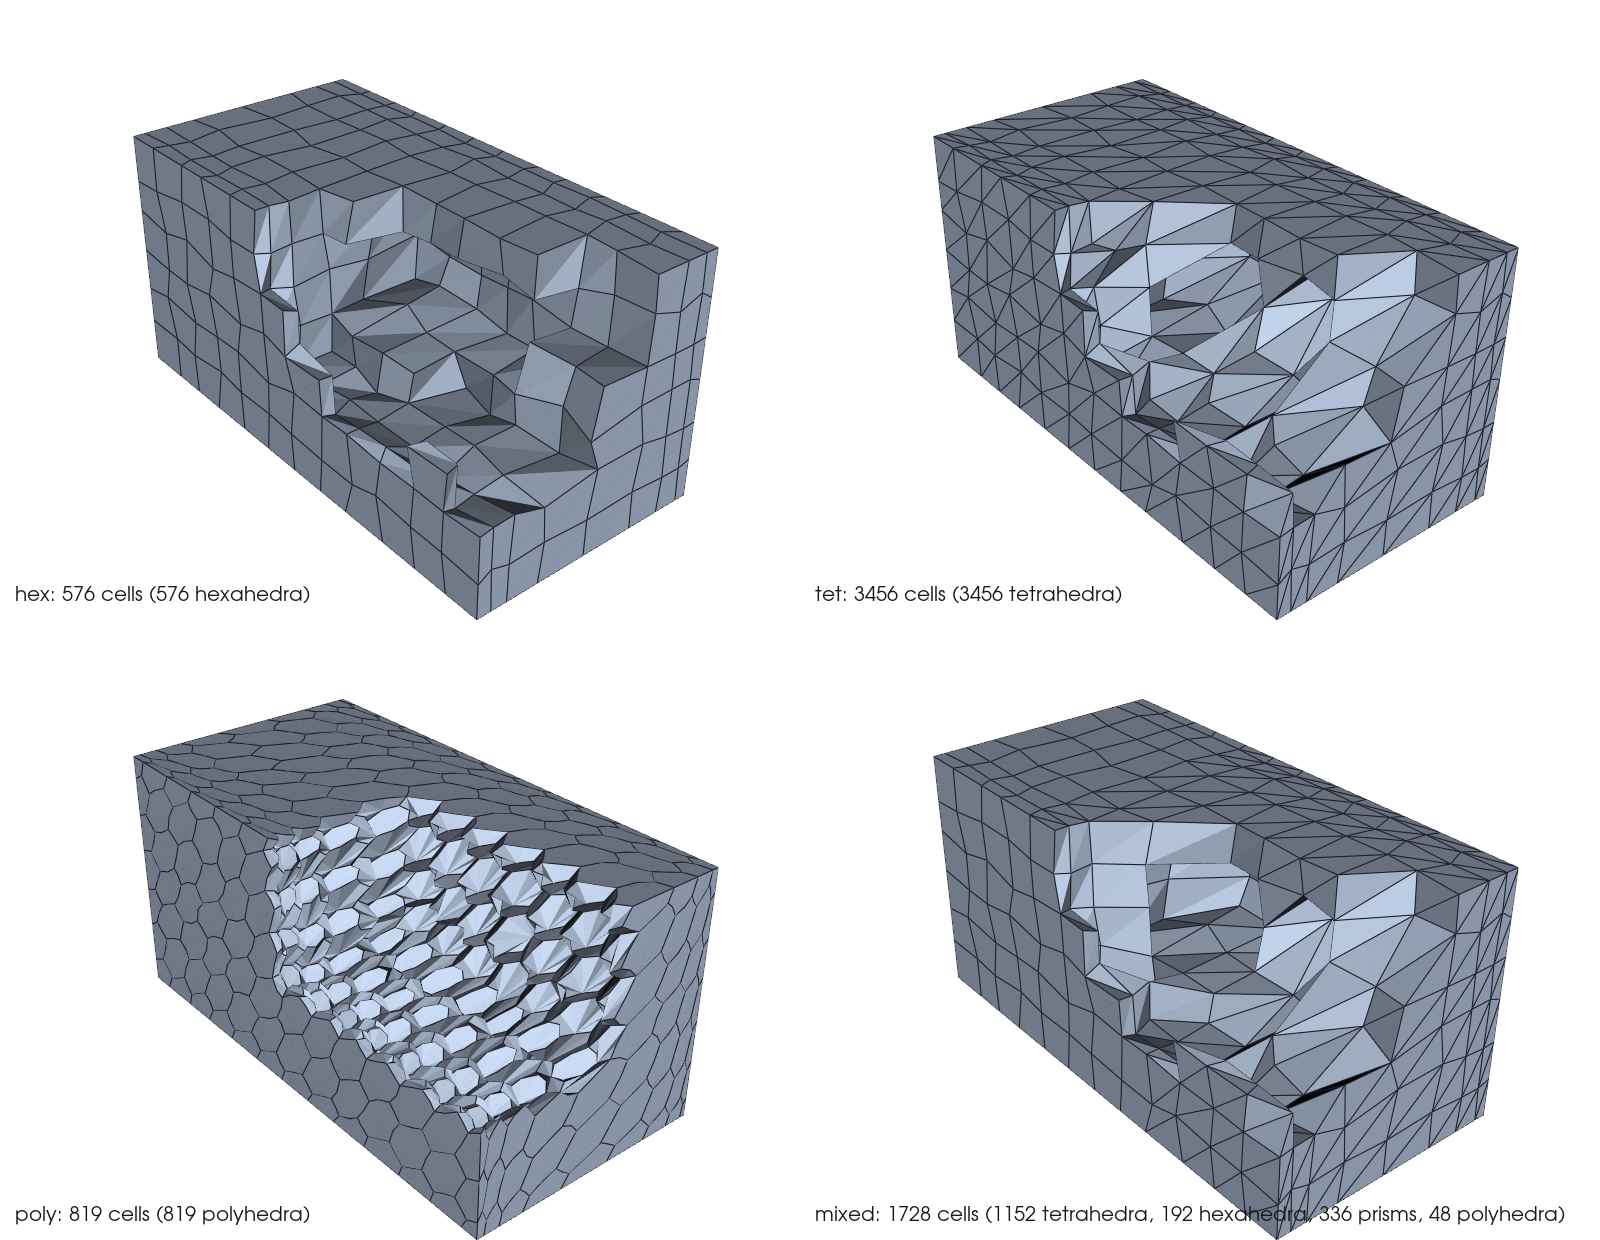 hex: 576 cells (576 hexahedra)
tet: 3456 cells (3456 tetrahedra)
poly: 819 cells (819 polyhedra)
mixed: 1728 cells (1152 tetrahedra, 192 hexahedra, 336 prisms, 48 polyhedra)